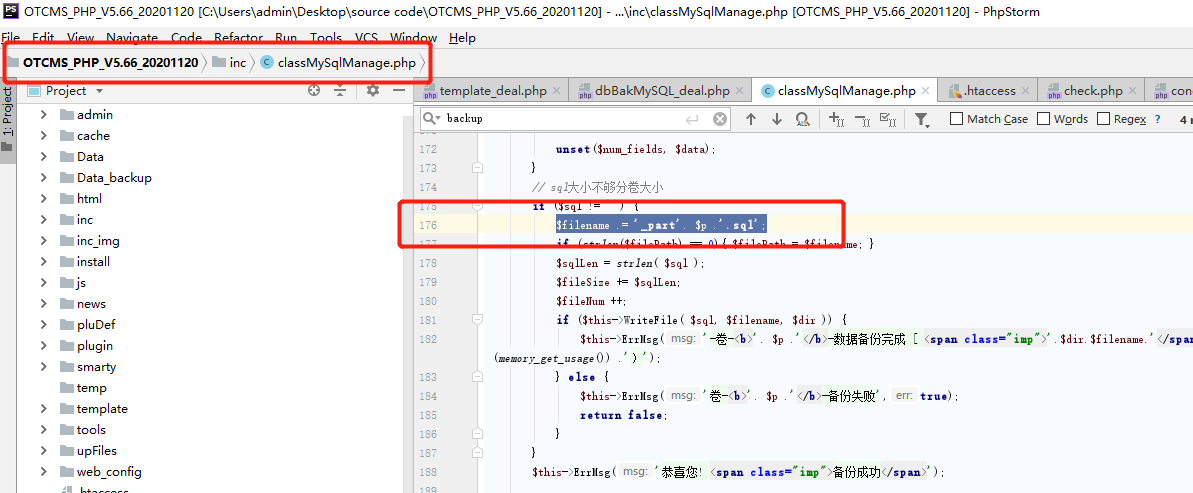 OTCMS_PHP_V5.66_20201120 [C:\Users\admin\Desktop\source code\OTCMS_PHP_V5.66_20201120] - ...\inc\classMySqlManage.php [OTCMS_PHP_V5.66_20201120] - PhpStorm
File Edit View Navigate Code Refactor Tools VCS Window Help
OTCMS_PHP_V5.66_20201120 inc classMySqlManage.php
Project
template_deal.php dbBakMySQL_deal.php classMySqlManage.php .htaccess check.php
1: Project
backup
Match Case Words Regex ?
admin
cache
Data
Data_backup
html
inc
inc_img
install
js
news
pluDef
plugin
smarty
temp
template
tools
upFiles
web_config
.htaccess
172 unset($num_fields, $data);
173 }
174 // sql大小不够分卷大小
175 if ($sql != '') {
176 $filename .= '_part'. $p .'.sql';
177 if (strlen($filePath) == 0){ $filePath = $filename; }
178 $sqlLen = strlen( $sql );
179 $fileSize += $sqlLen;
180 $fileNum ++;
181 if ($this->WriteFile( $sql, $filename, $dir )) {
182 $this->ErrMsg( msg: '-卷-<b>'. $p .'</b>-数据备份完成 [ <span class="imp">'.$dir.$filename.'</spa
(memory_get_usage()) .')');
183 } else {
184 $this->ErrMsg( msg: '卷-<b>'. $p .'</b>-备份失败', err: true);
185 return false;
186 }
187 }
188 $this->ErrMsg( msg: '恭喜您! <span class="imp">备份成功</span>');
189